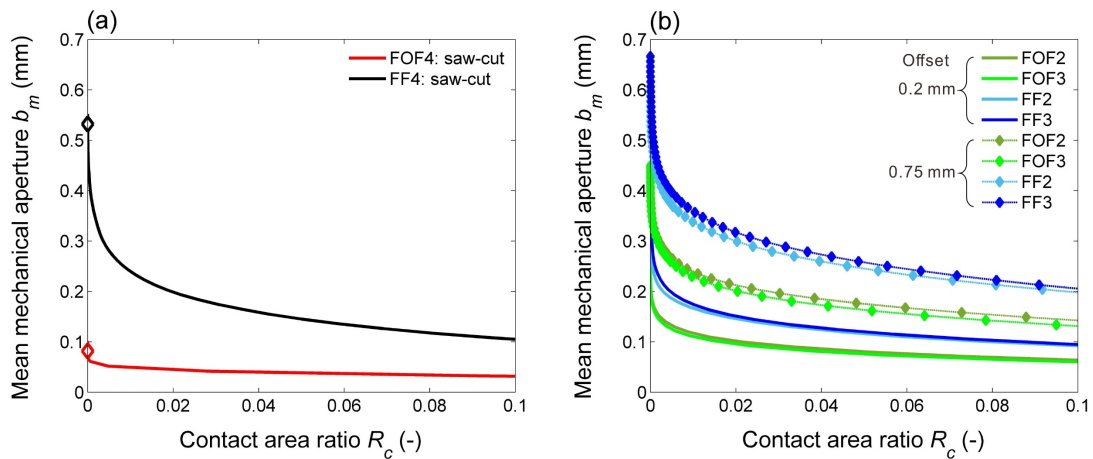 (a)
Mean mechanical aperture b_m (mm)
0.7
0.6
0.5
0.4
0.3
0.2
0.1
0
FOF4: saw-cut
FF4: saw-cut
0
0.02
0.04
0.06
0.08
0.1
Contact area ratio R_c (-)
(b)
Mean mechanical aperture b_m (mm)
0.7
0.6
0.5
0.4
0.3
0.2
0.1
0
Offset
0.2 mm
FOF2
FOF3
FF2
FF3
0.75 mm
FOF2
FOF3
FF2
FF3
0
0.02
0.04
0.06
0.08
0.1
Contact area ratio R_c (-)